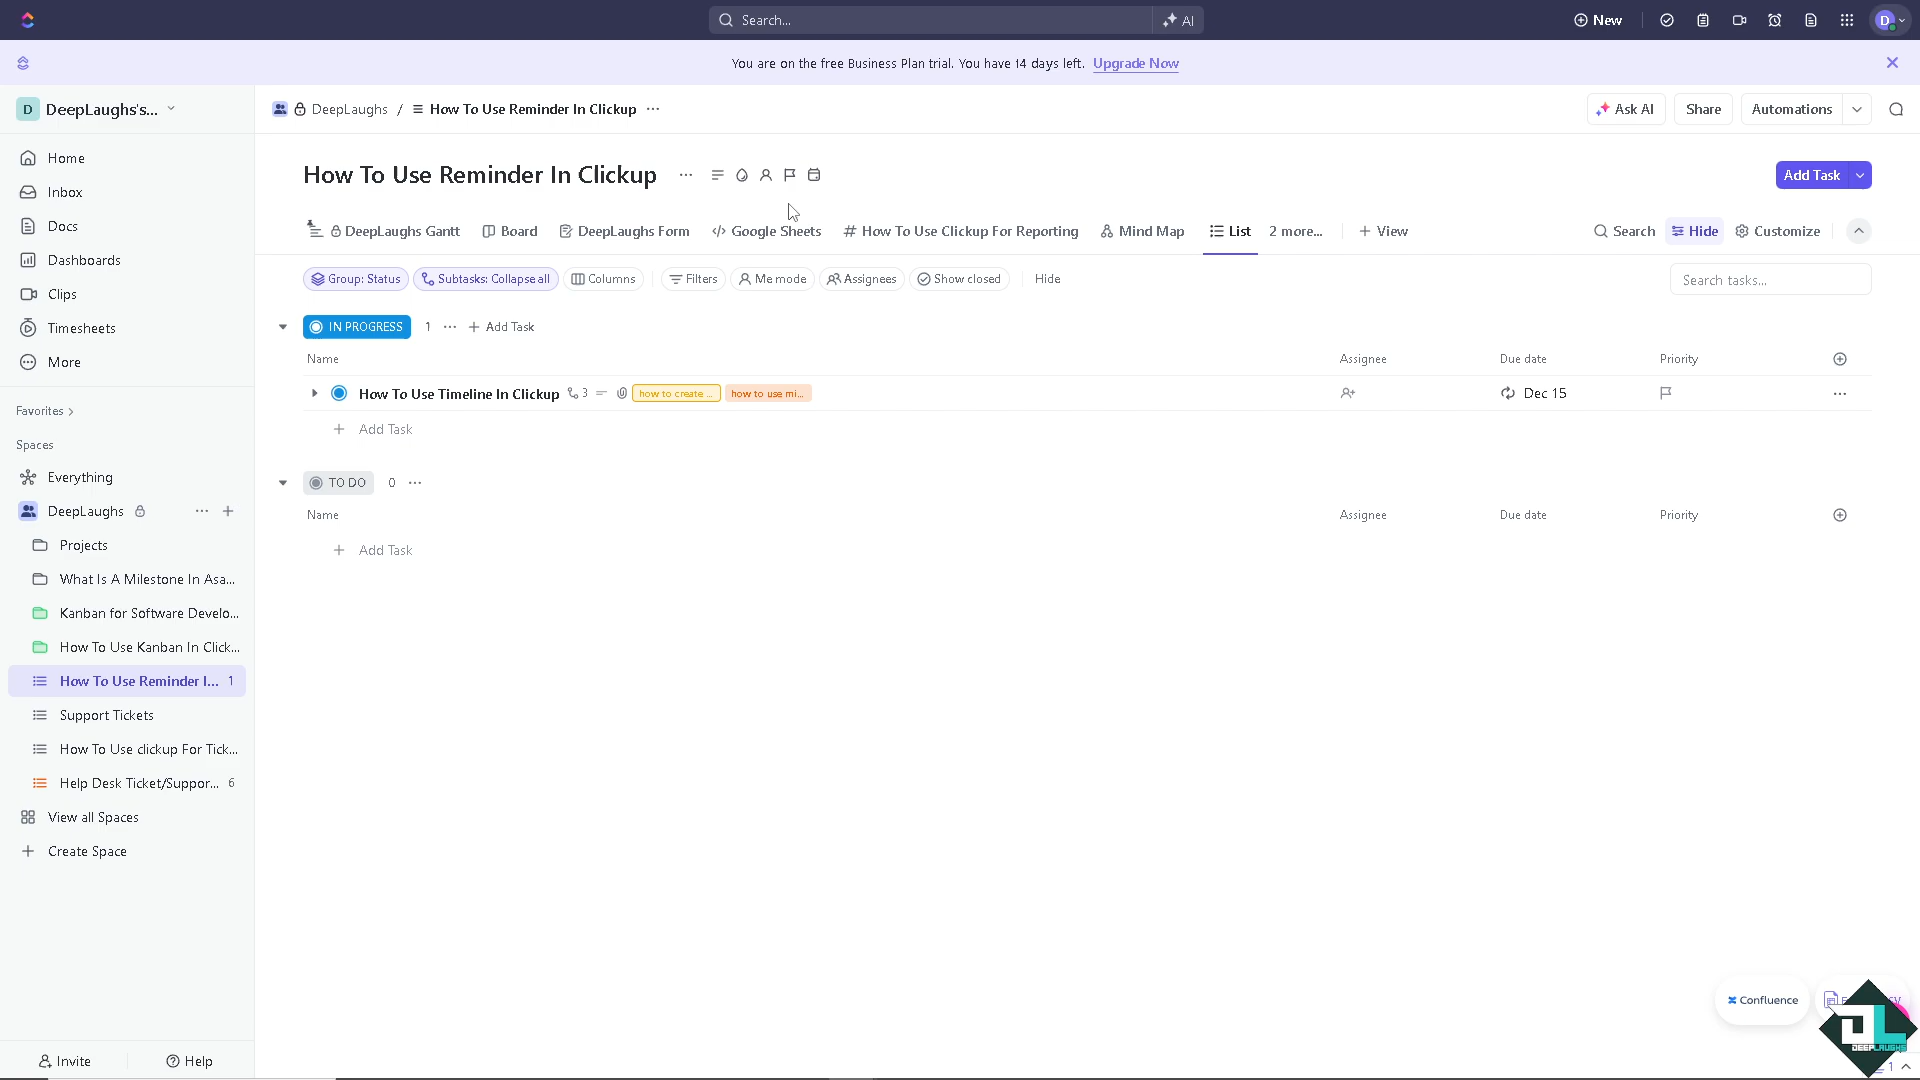 Search...
AI
New
D
You are on the free Business Plan trial. You have 14 days left. Upgrade Now
D DeepLaughs's...
DeepLaughs / How To Use Reminder In Clickup ...
Ask AI
Share
Automations
Home
Inbox
Docs
Dashboards
Clips
Timesheets
More
Favorites
Spaces
Everything
DeepLaughs
Projects
What Is A Milestone In Asa...
Kanban for Software Develo...
How To Use Kanban In Click...
How To Use Reminder I... 1
Support Tickets
How To Use clickup For Tick...
Help Desk Ticket/Suppor... 6
View all Spaces
Create Space
Invite
Help
How To Use Reminder In Clickup
Add Task
DeepLaughs Gantt
Board
DeepLaughs Form
Google Sheets
How To Use Clickup For Reporting
Mind Map
List
2 more...
View
Search
Hide
Customize
Group: Status
Subtasks: Collapse all
Columns
Filters
Me mode
Assignees
Show closed
Hide
Search tasks...
IN PROGRESS 1 ... + Add Task
Name Assignee Due date Priority
How To Use Timeline In Clickup 3 how to create ... how to use mi... Dec 15
+ Add Task
TO DO 0 ...
Name Assignee Due date Priority
+ Add Task
Confluence
DEEPLAUGHS
1